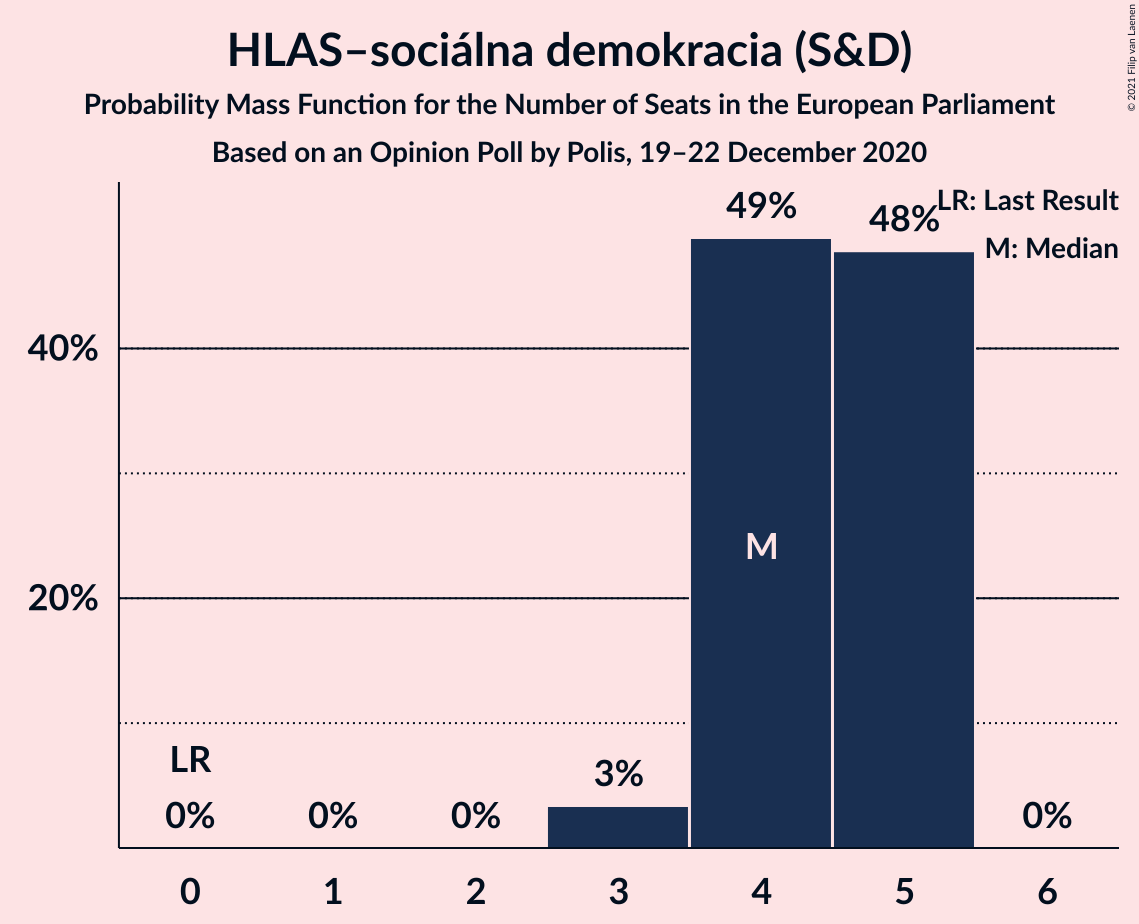 HLAS–sociálna demokracia (S&D)
Probability Mass Function for the Number of Seats in the European Parliament
Based on an Opinion Poll by Polis, 19–22 December 2020
© 2021 Filip van Laenen
LR: Last Result
M: Median
49%
48%
40%
M
20%
LR
3%
0%
0%
0%
0%
0
1
2
3
4
5
6